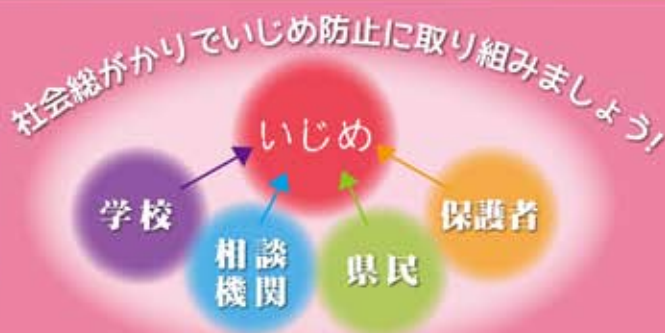 社会総がかりでいじめ防止に取り組みましょう!
いじめ
学校
相談
機関
県民
保護者